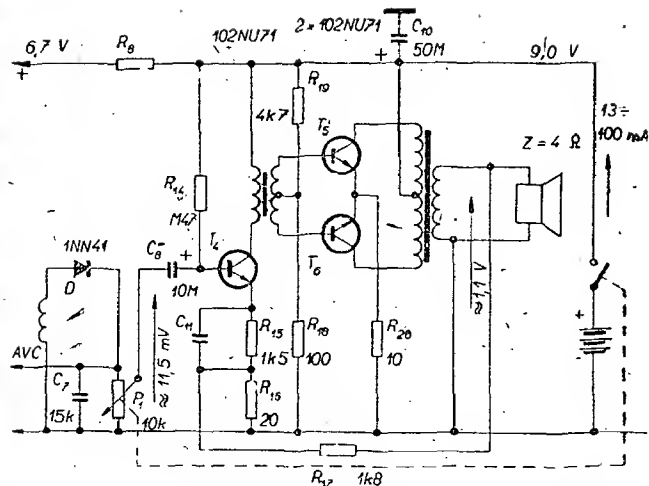 102NU71
2 × 102NU71
C10
50M
+
9,0 V
6,7 V
+
R8
R19
4k7
T5
13÷
100 mA
Z = 4 Ω
R14
M47
1NN41
D
C8
+
10M
T4
T6
≈ 1,1 V
+
AVC
C7
15k
P1
10k
≈ 11,5 mV
C11
R15
1k5
R16
20
R18
100
R20
10
R17
1k8